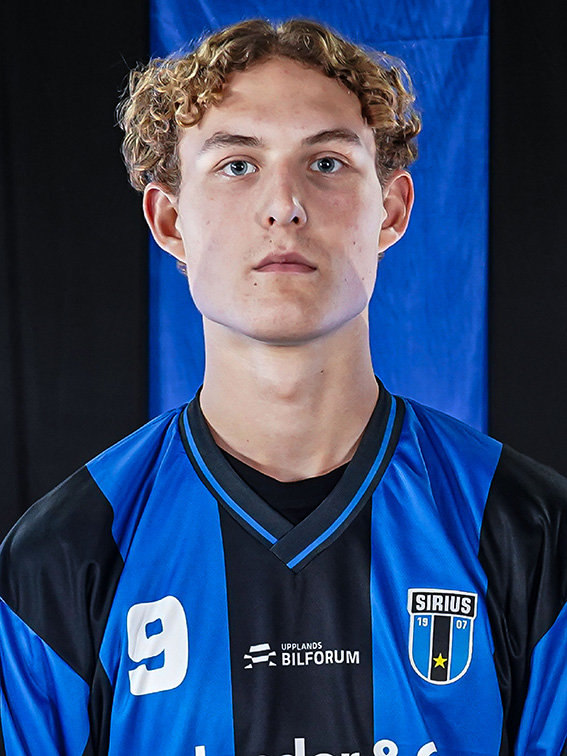 9
UPPLANDS
BILFORUM
SIRIUS
19 07